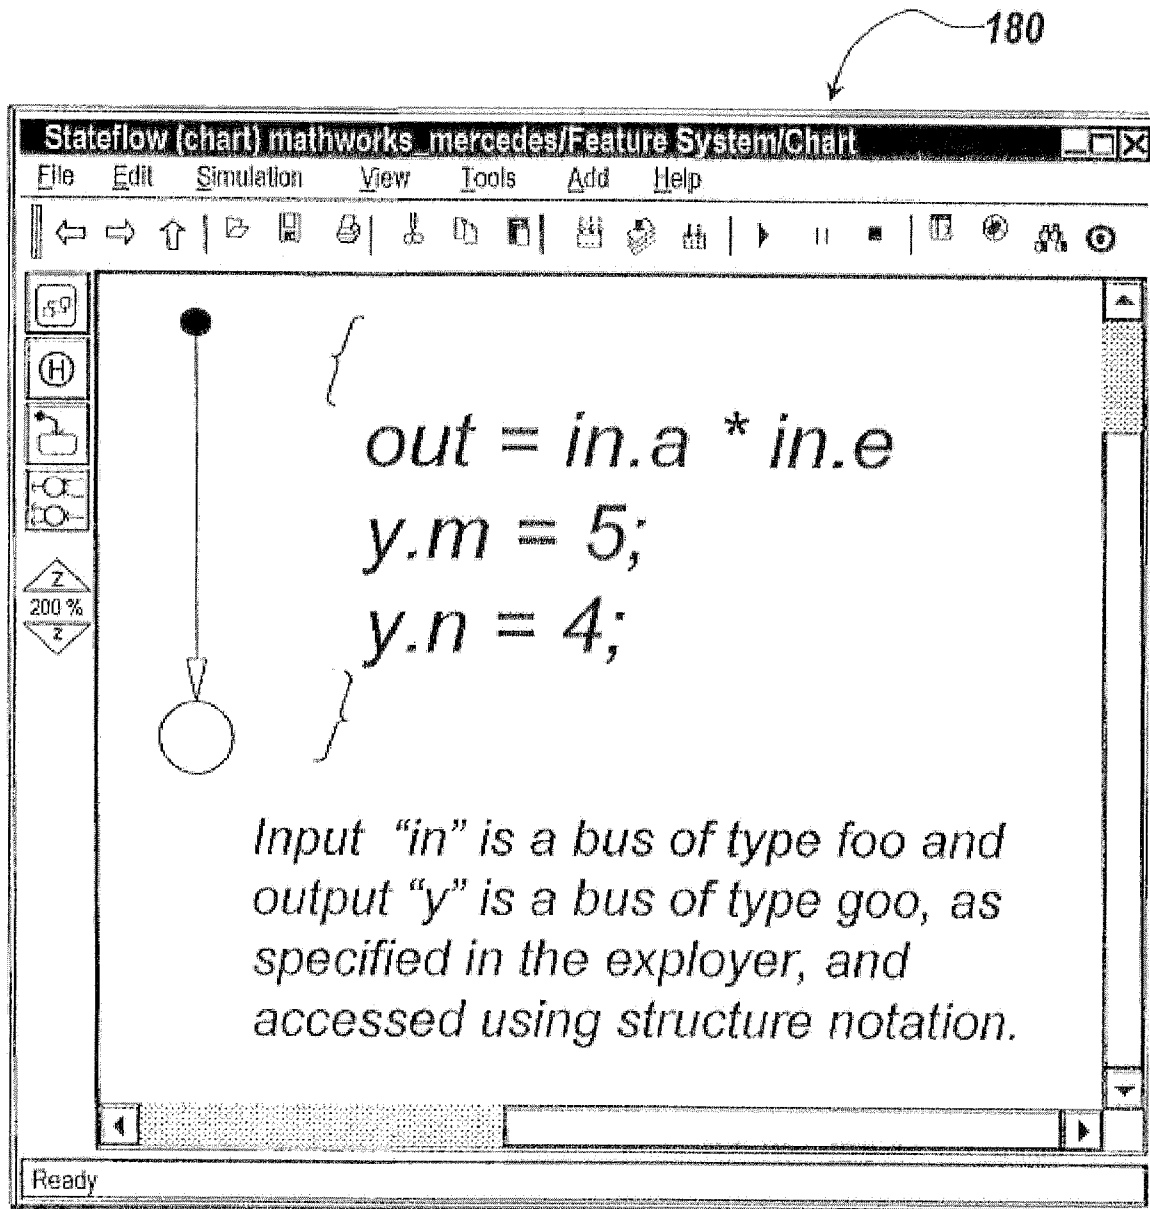 180
Stateflow (chart) mathworks_mercedes/Feature System/Chart
File Edit Simulation View Tools Add Help
H
{
out = in.a * in.e
y.m = 5;
y.n = 4;
}
Z
200 %
Z
Input “in” is a bus of type foo and
output “y” is a bus of type goo, as
specified in the exployer, and
accessed using structure notation.
Ready